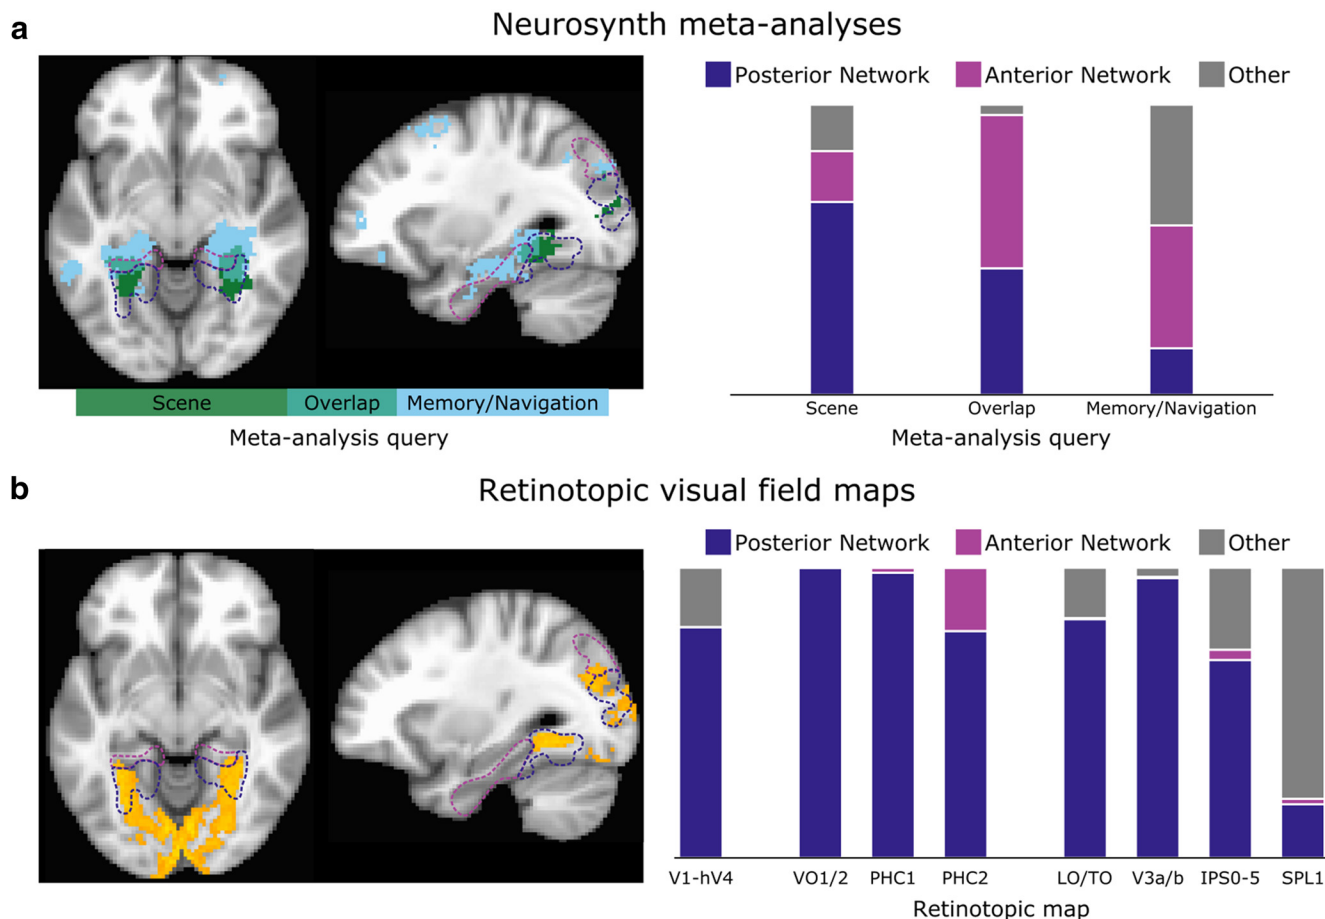 a
Neurosynth meta-analyses
Posterior Network Anterior Network Other
Scene Overlap Memory/Navigation
Meta-analysis query
Scene Overlap Memory/Navigation
Meta-analysis query
b
Retinotopic visual field maps
Posterior Network Anterior Network Other
V1-hV4 VO1/2 PHC1 PHC2 LO/TO V3a/b IPS0-5 SPL1
Retinotopic map